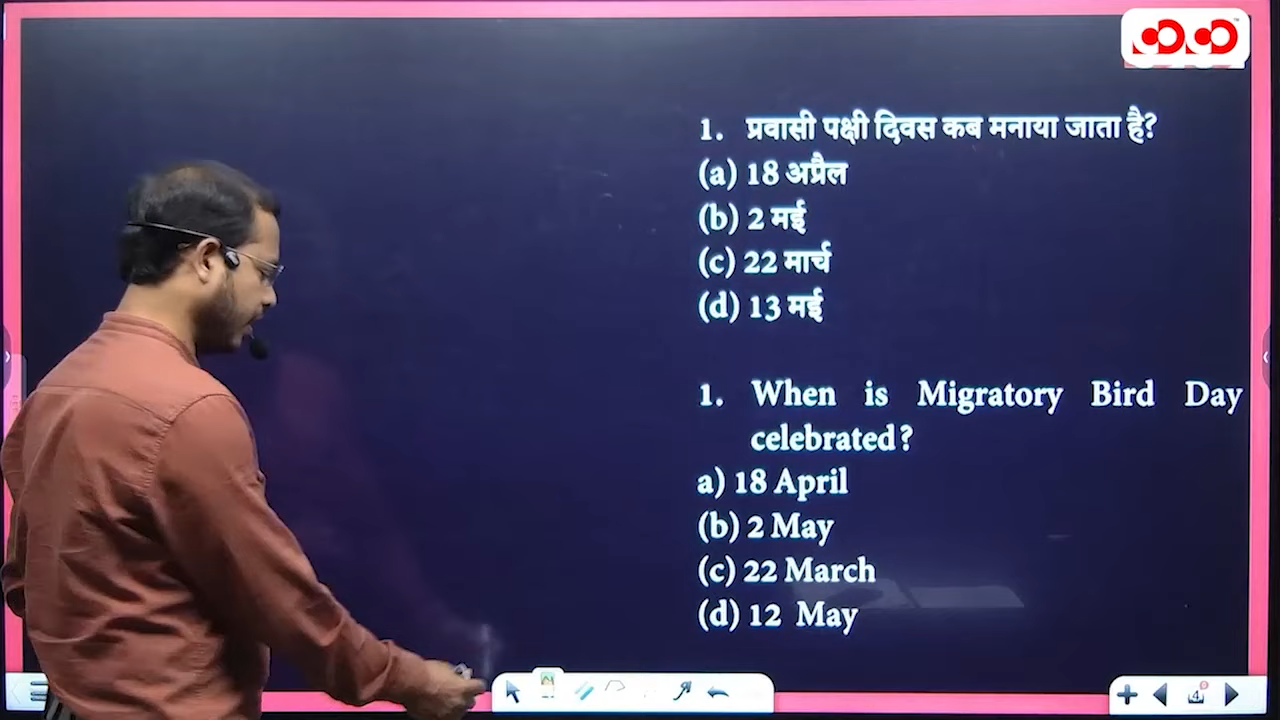 1. प्रवासी पक्षी दिवस कब मनाया जाता है?
(a) 18 अप्रैल
(b) 2 मई
(c) 22 मार्च
(d) 13 मई
1. When is Migratory Bird Day
celebrated?
a) 18 April
(b) 2 May
(c) 22 March
(d) 12 May
4